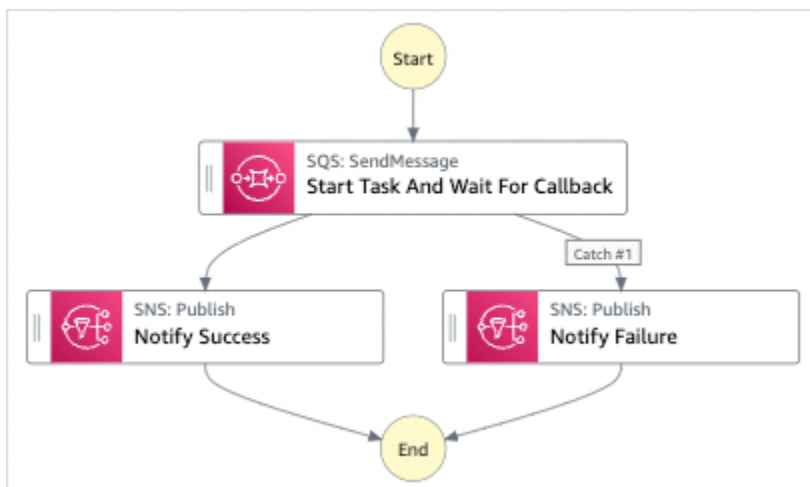 Start
SQS: SendMessage
Start Task And Wait For Callback
Catch #1
SNS: Publish
Notify Success
SNS: Publish
Notify Failure
End